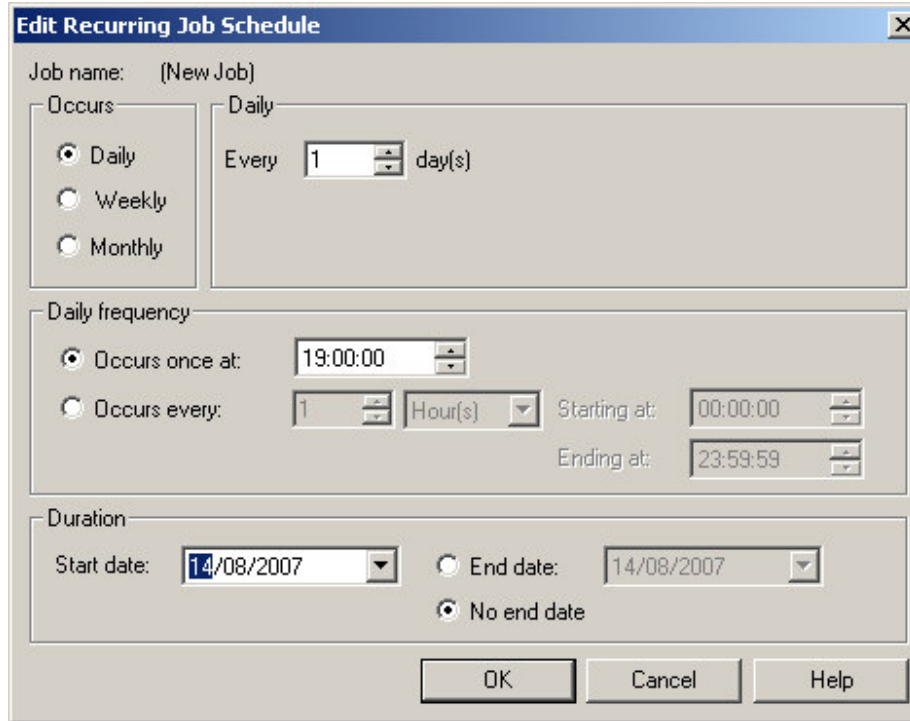 Edit Recurring Job Schedule
Job name: (New Job)
Occurs
Daily
Daily
Every 1 day(s)
Weekly
Monthly
Daily frequency
Occurs once at: 19:00:00
Occurs every: 1 Hour(s) Starting at: 00:00:00
Ending at: 23:59:59
Duration
Start date: 14/08/2007 End date: 14/08/2007
No end date
OK Cancel Help